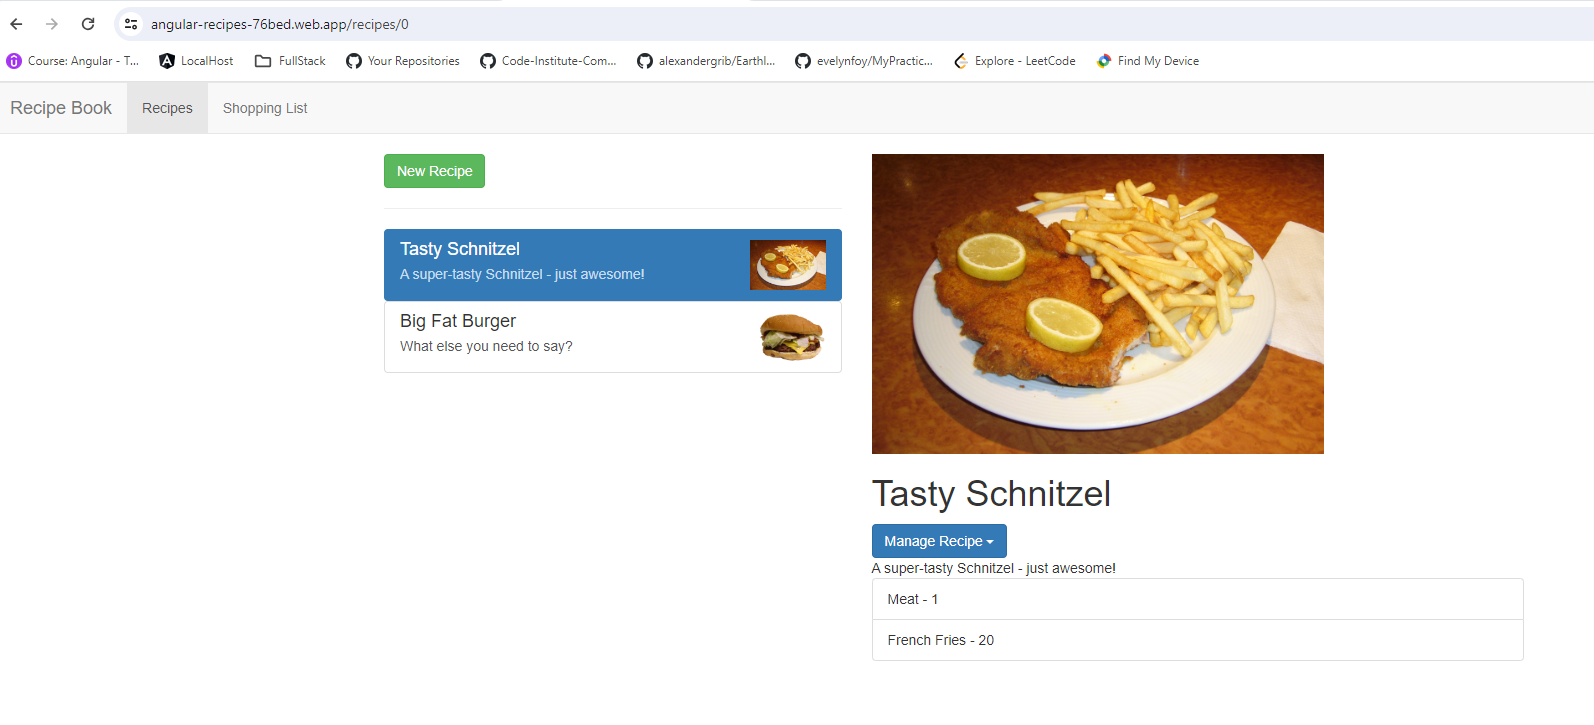 angular-recipes-76bed.web.app/recipes/0
Course: Angular - T... LocalHost FullStack Your Repositories Code-Institute-Com... alexandergrib/Earthl... evelynfoy/MyPractic... Explore - LeetCode Find My Device
Recipe Book Recipes Shopping List
New Recipe
Tasty Schnitzel
A super-tasty Schnitzel - just awesome!
Big Fat Burger
What else you need to say?
Tasty Schnitzel
Manage Recipe
A super-tasty Schnitzel - just awesome!
Meat - 1
French Fries - 20